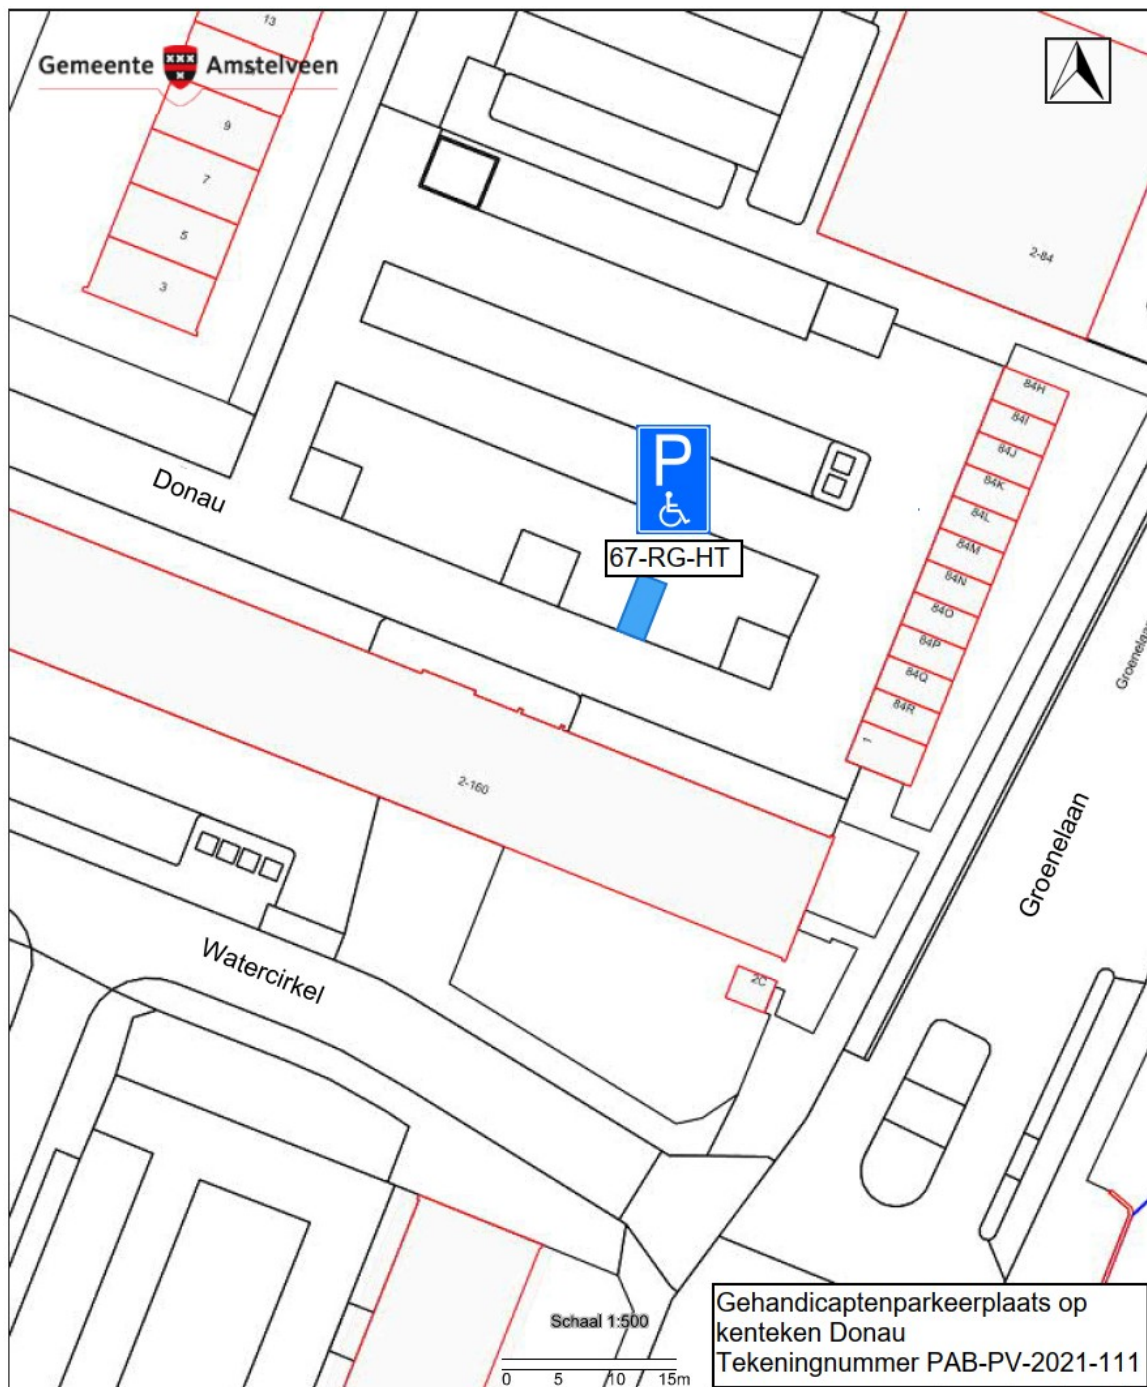 13
Gemeente Amstelveen
xxx
x
9
7
5
3
2-84
84H
84I
84J
84K
84L
84M
84N
84O
84P
84Q
84R
1
Donau
P
67-RG-HT
Groenelaan
2-160
Groenelaan
Watercirkel
2C
Schaal 1:500
0 5 10 15m
Gehandicaptenparkeerplaats op
kenteken Donau
Tekeningnummer PAB-PV-2021-111